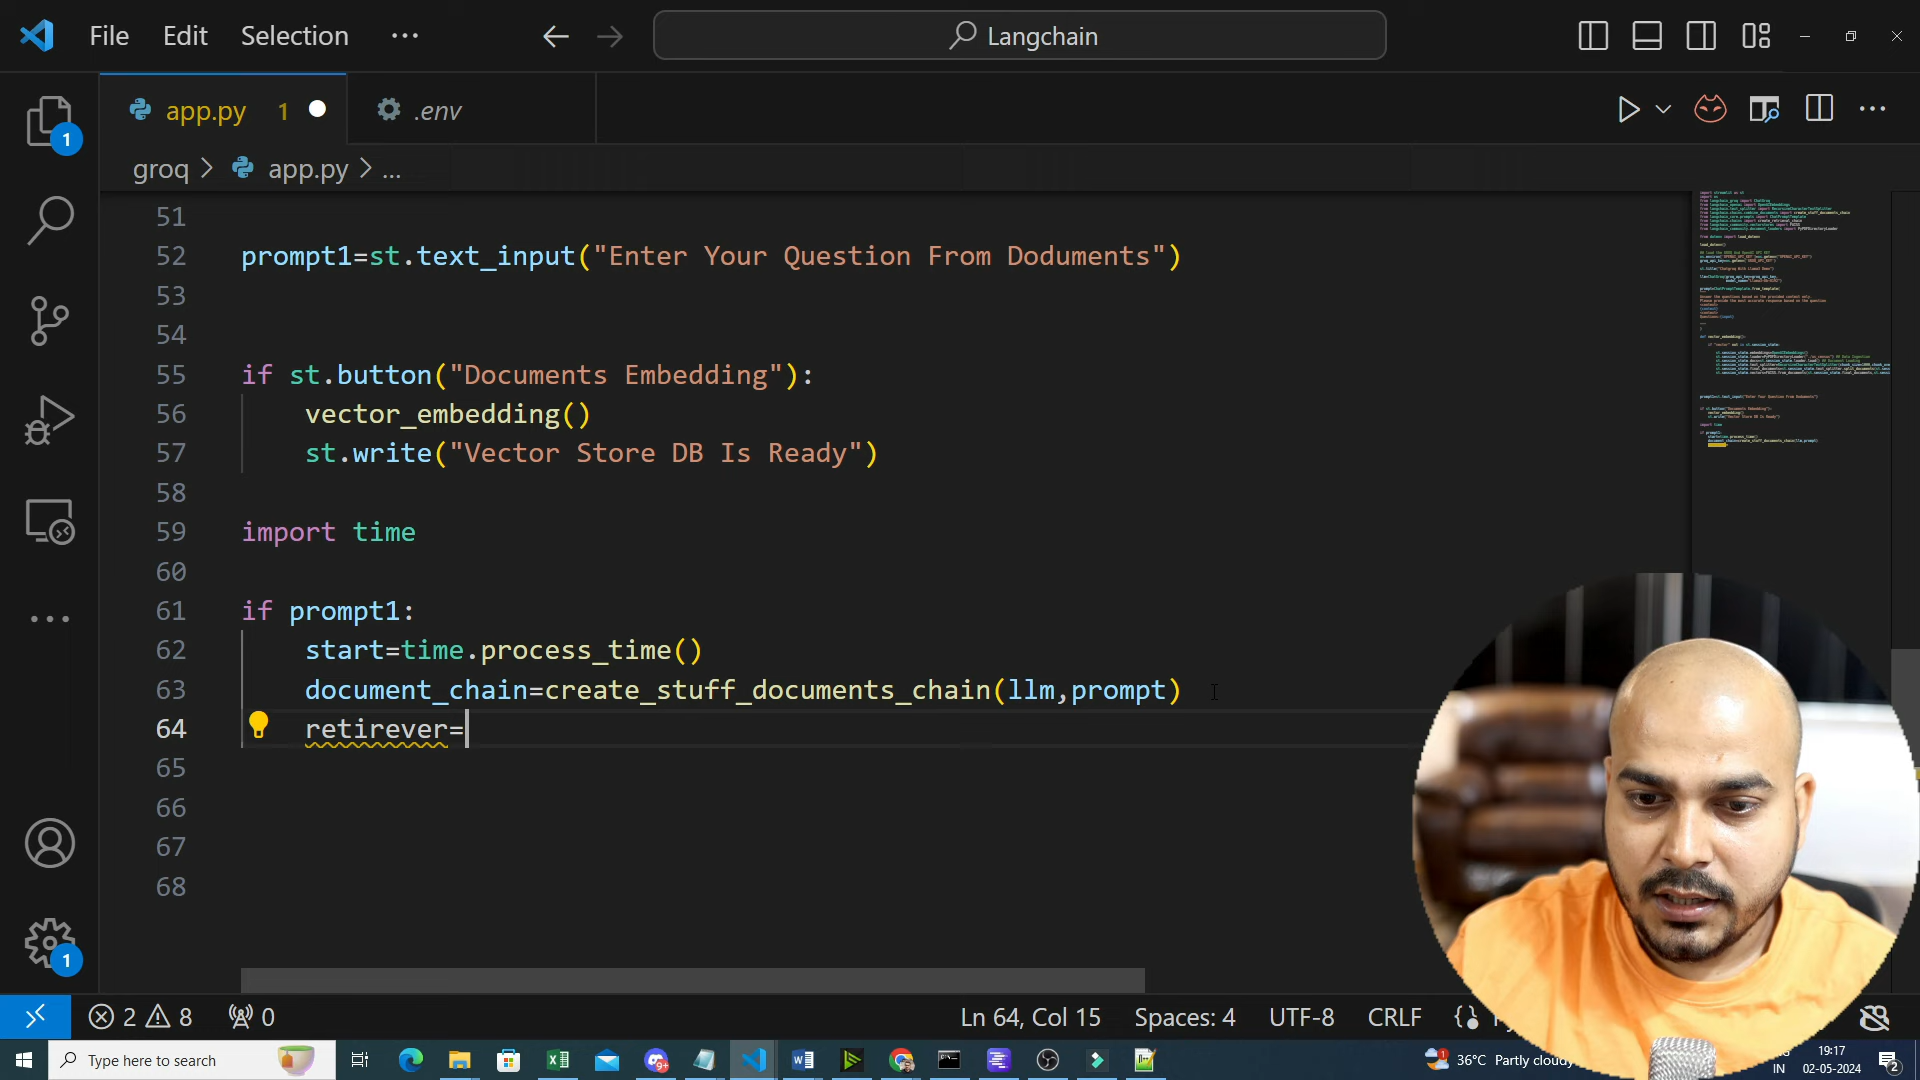 File Edit Selection ··· Langchain
app.py 1 .env
groq > app.py > ...
51
52 prompt1=st.text_input("Enter Your Question From Doduments")
53
54
55 if st.button("Documents Embedding"):
56 vector_embedding()
57 st.write("Vector Store DB Is Ready")
58
59 import time
60
61 if prompt1:
62 start=time.process_time()
63 document_chain=create_stuff_documents_chain(llm,prompt)
64 retirever=
65
66
67
68
1
1
2 8 0 Ln 64, Col 15 Spaces: 4 UTF-8 CRLF {}
Type here to search 9+ 36°C Partly cloudy 19:17
IN 02-05-2024 2